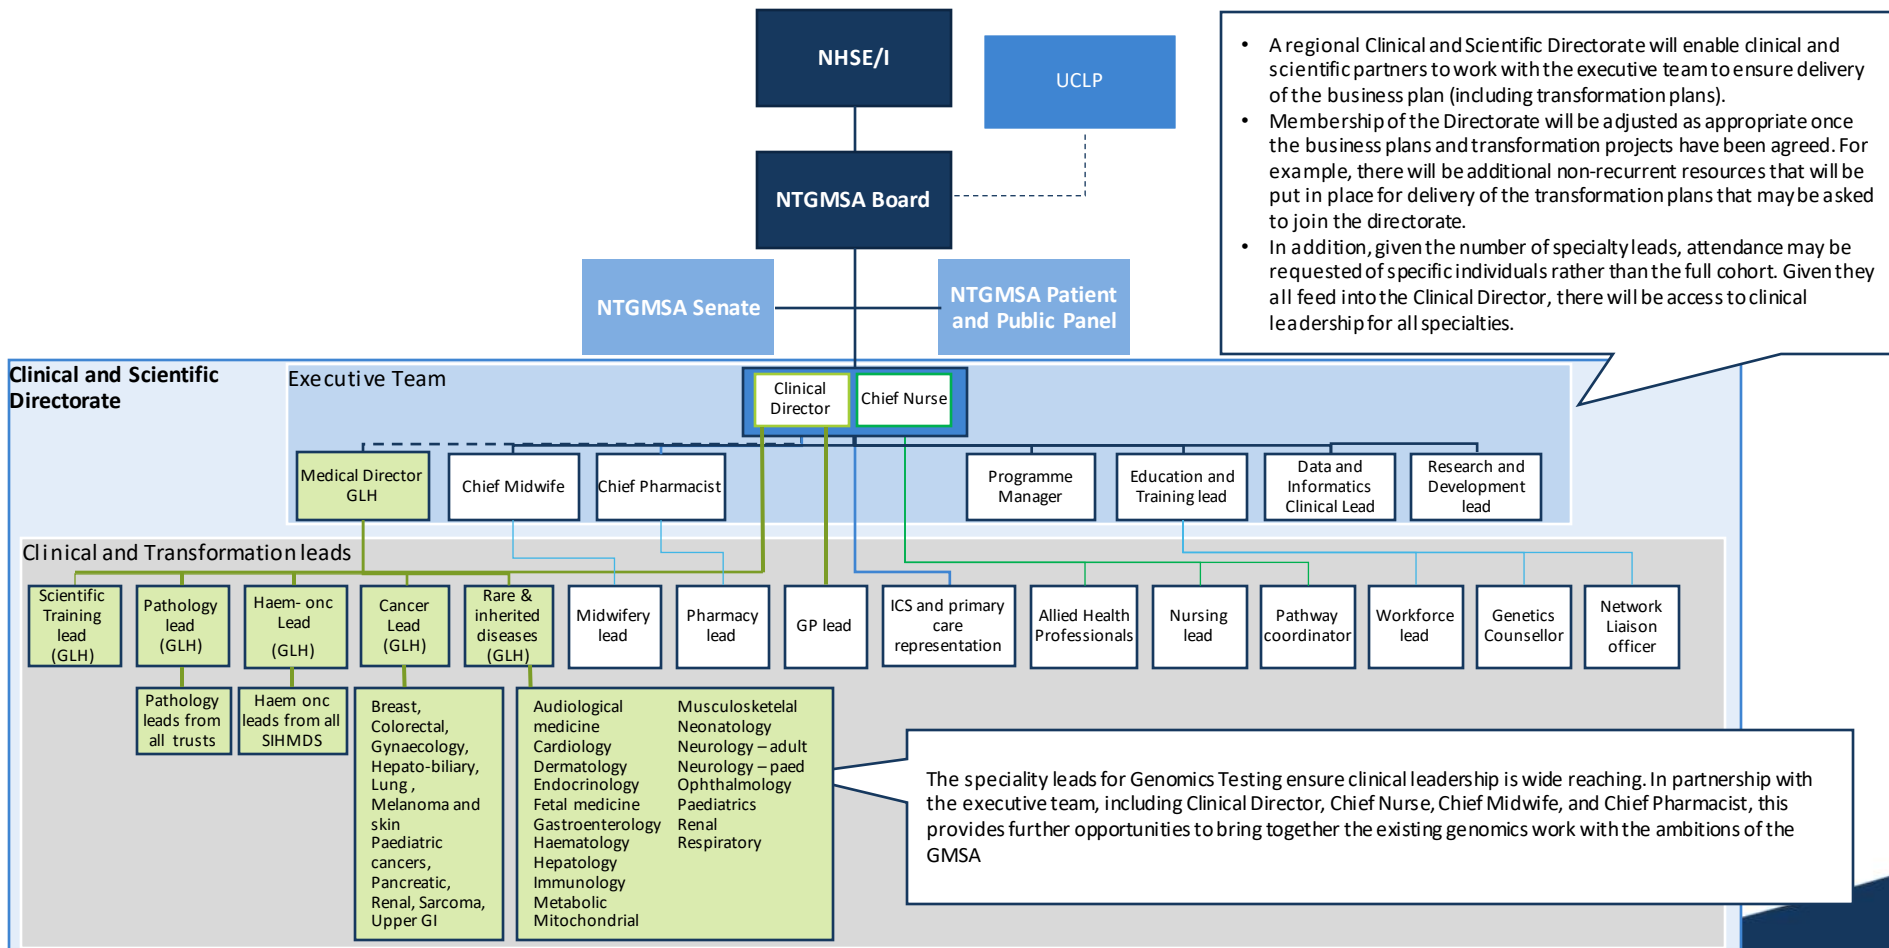 NHSE/I
UCLP
NTGMSA Board
NTGMSA Senate
NTGMSA Patient
and Public Panel
• A regional Clinical and Scientific Directorate will enable clinical and
scientific partners to work with the executive team to ensure delivery
of the business plan (including transformation plans).
• Membership of the Directorate will be adjusted as appropriate once
the business plans and transformation projects have been agreed. For
example, there will be additional non-recurrent resources that will be
put in place for delivery of the transformation plans that may be asked
to join the directorate.
• In addition, given the number of specialty leads, attendance may be
requested of specific individuals rather than the full cohort. Given they
all feed into the Clinical Director, there will be access to clinical
leadership for all specialties.
Clinical and Scientific
Directorate
Executive Team
Clinical
Director
Chief Nurse
Medical Director
GLH
Chief Midwife
Chief Pharmacist
Programme
Manager
Education and
Training lead
Data and
Informatics
Clinical Lead
Research and
Development
lead
Clinical and Transformation leads
Scientific
Training
lead
(GLH)
Pathology
lead
(GLH)
Haem- onc
Lead
(GLH)
Cancer
Lead
(GLH)
Rare &
inherited
diseases
(GLH)
Midwifery
lead
Pharmacy
lead
GP lead
ICS and primary
care
representation
Allied Health
Professionals
Nursing
lead
Pathway
coordinator
Workforce
lead
Genetics
Counsellor
Network
Liaison
officer
Pathology
leads from
all trusts
Haem onc
leads from all
SIHMDS
Breast,
Colorectal,
Gynaecology,
Hepato-biliary,
Lung ,
Melanoma and
skin
Paediatric
cancers,
Pancreatic,
Renal, Sarcoma,
Upper GI
Audiological
medicine
Cardiology
Dermatology
Endocrinology
Fetal medicine
Gastroenterology
Haematology
Hepatology
Immunology
Metabolic
Mitochondrial
Musculosketelal
Neonatology
Neurology – adult
Neurology – paed
Ophthalmology
Paediatrics
Renal
Respiratory
The speciality leads for Genomics Testing ensure clinical leadership is wide reaching. In partnership with
the executive team, including Clinical Director, Chief Nurse, Chief Midwife, and Chief Pharmacist, this
provides further opportunities to bring together the existing genomics work with the ambitions of the
GMSA